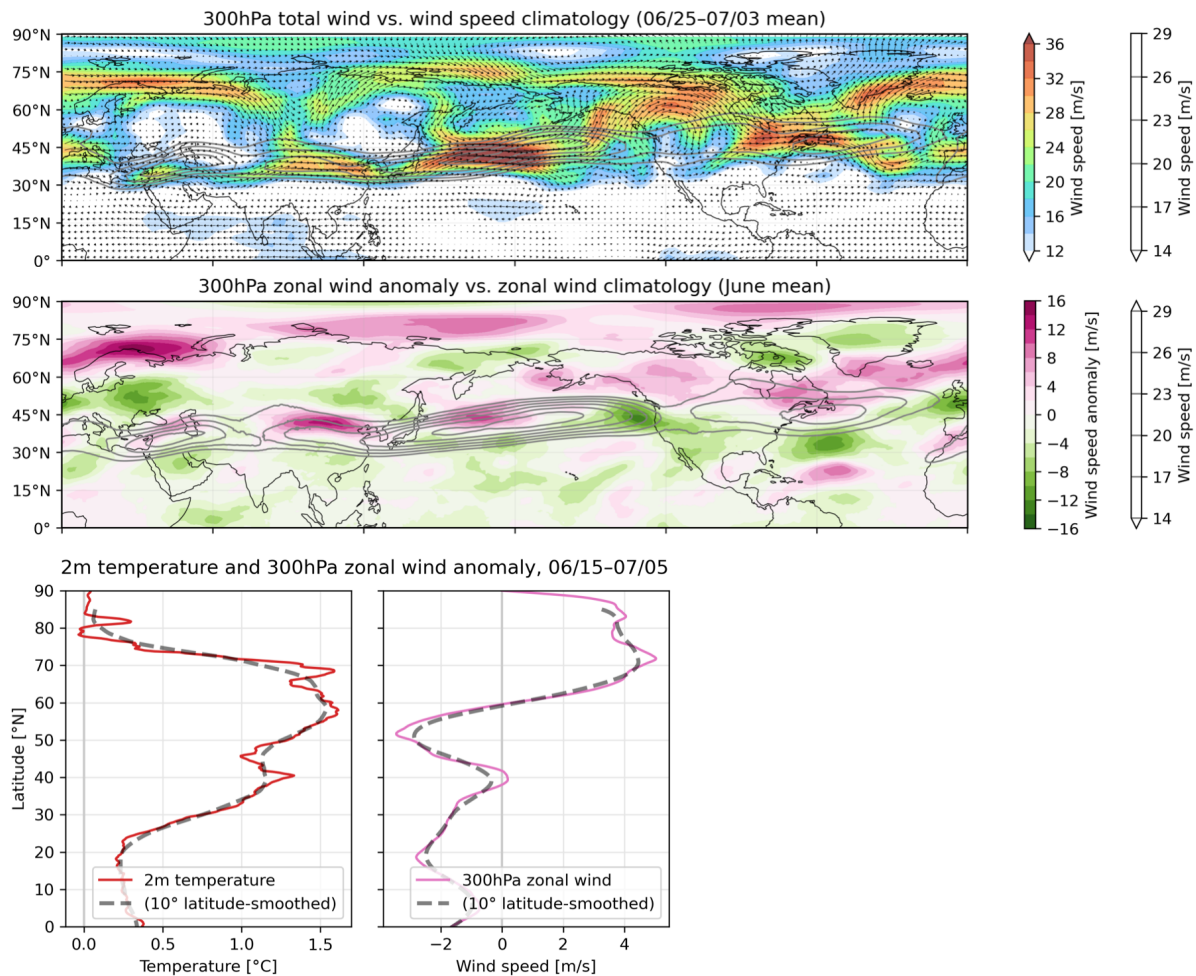 300hPa total wind vs. wind speed climatology (06/25–07/03 mean)
90°N
75°N
60°N
45°N
30°N
15°N
0°
36
32
28
24
20
16
12
Wind speed [m/s]
29
26
23
20
17
14
Wind speed [m/s]
300hPa zonal wind anomaly vs. zonal wind climatology (June mean)
90°N
75°N
60°N
45°N
30°N
15°N
0°
16
12
8
4
0
−4
−8
−12
−16
Wind speed anomaly [m/s]
29
26
23
20
17
14
Wind speed [m/s]
2m temperature and 300hPa zonal wind anomaly, 06/15–07/05
90
80
70
60
50
40
30
20
10
0
Latitude [°N]
2m temperature
(10° latitude-smoothed)
0.0 0.5 1.0 1.5
Temperature [°C]
300hPa zonal wind
(10° latitude-smoothed)
−2 0 2 4
Wind speed [m/s]